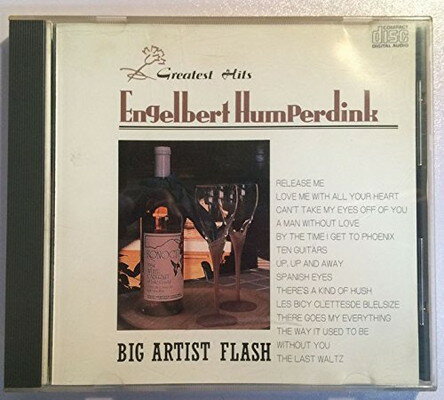 COMPACT
disc
DIGITAL AUDIO
Greatest Hits
Engelbert HumPerdink
RELEASE ME
LOVE ME WITH ALL YOUR HEART
CAN'T TAKE MY EYES OFF OF YOU
A MAN WITHOUT LOVE
BY THE TIME I GET TO PHOENIX
TEN GUITARS
UP, UP AND AWAY
SPANISH EYES
THERE'S A KIND OF HUSH
LES BICY CLETTESDE BLELSIZE
THERE GOES MY EVERYTHING
THE WAY IT USED TO BE
WITHOUT YOU
THE LAST WALTZ
BIG ARTIST FLASH